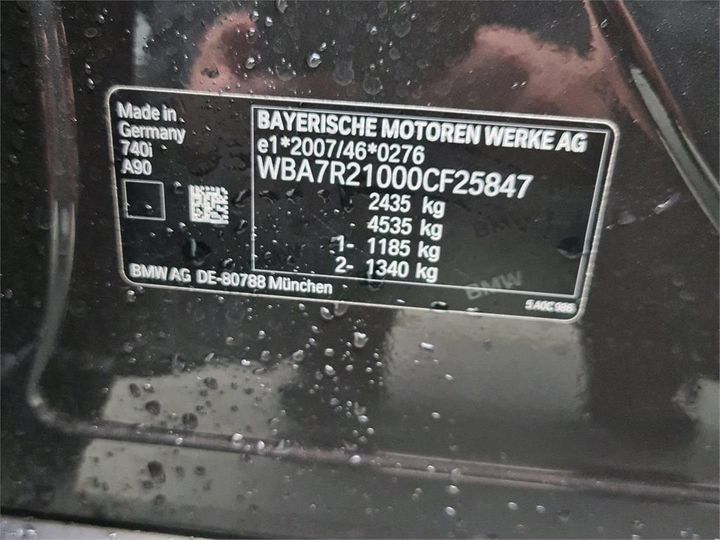 Made in
Germany
740i
A90
BAYERISCHE MOTOREN WERKE AG
e1*2007/46*0276
WBA7R21000CF25847
2435 kg
4535 kg
1- 1185 kg
2- 1340 kg
BMW AG DE-80788 München
BMW
5A0C986